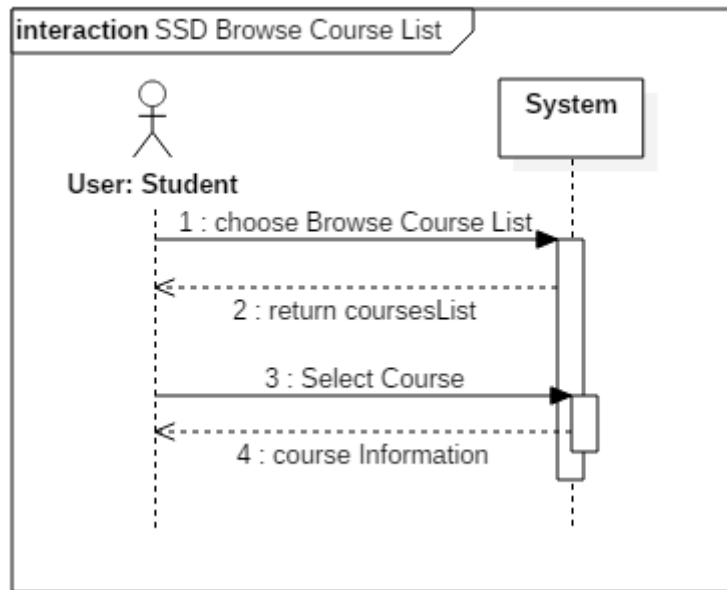 interaction SSD Browse Course List
System
User: Student
1 : choose Browse Course List
2 : return coursesList
3 : Select Course
4 : course Information